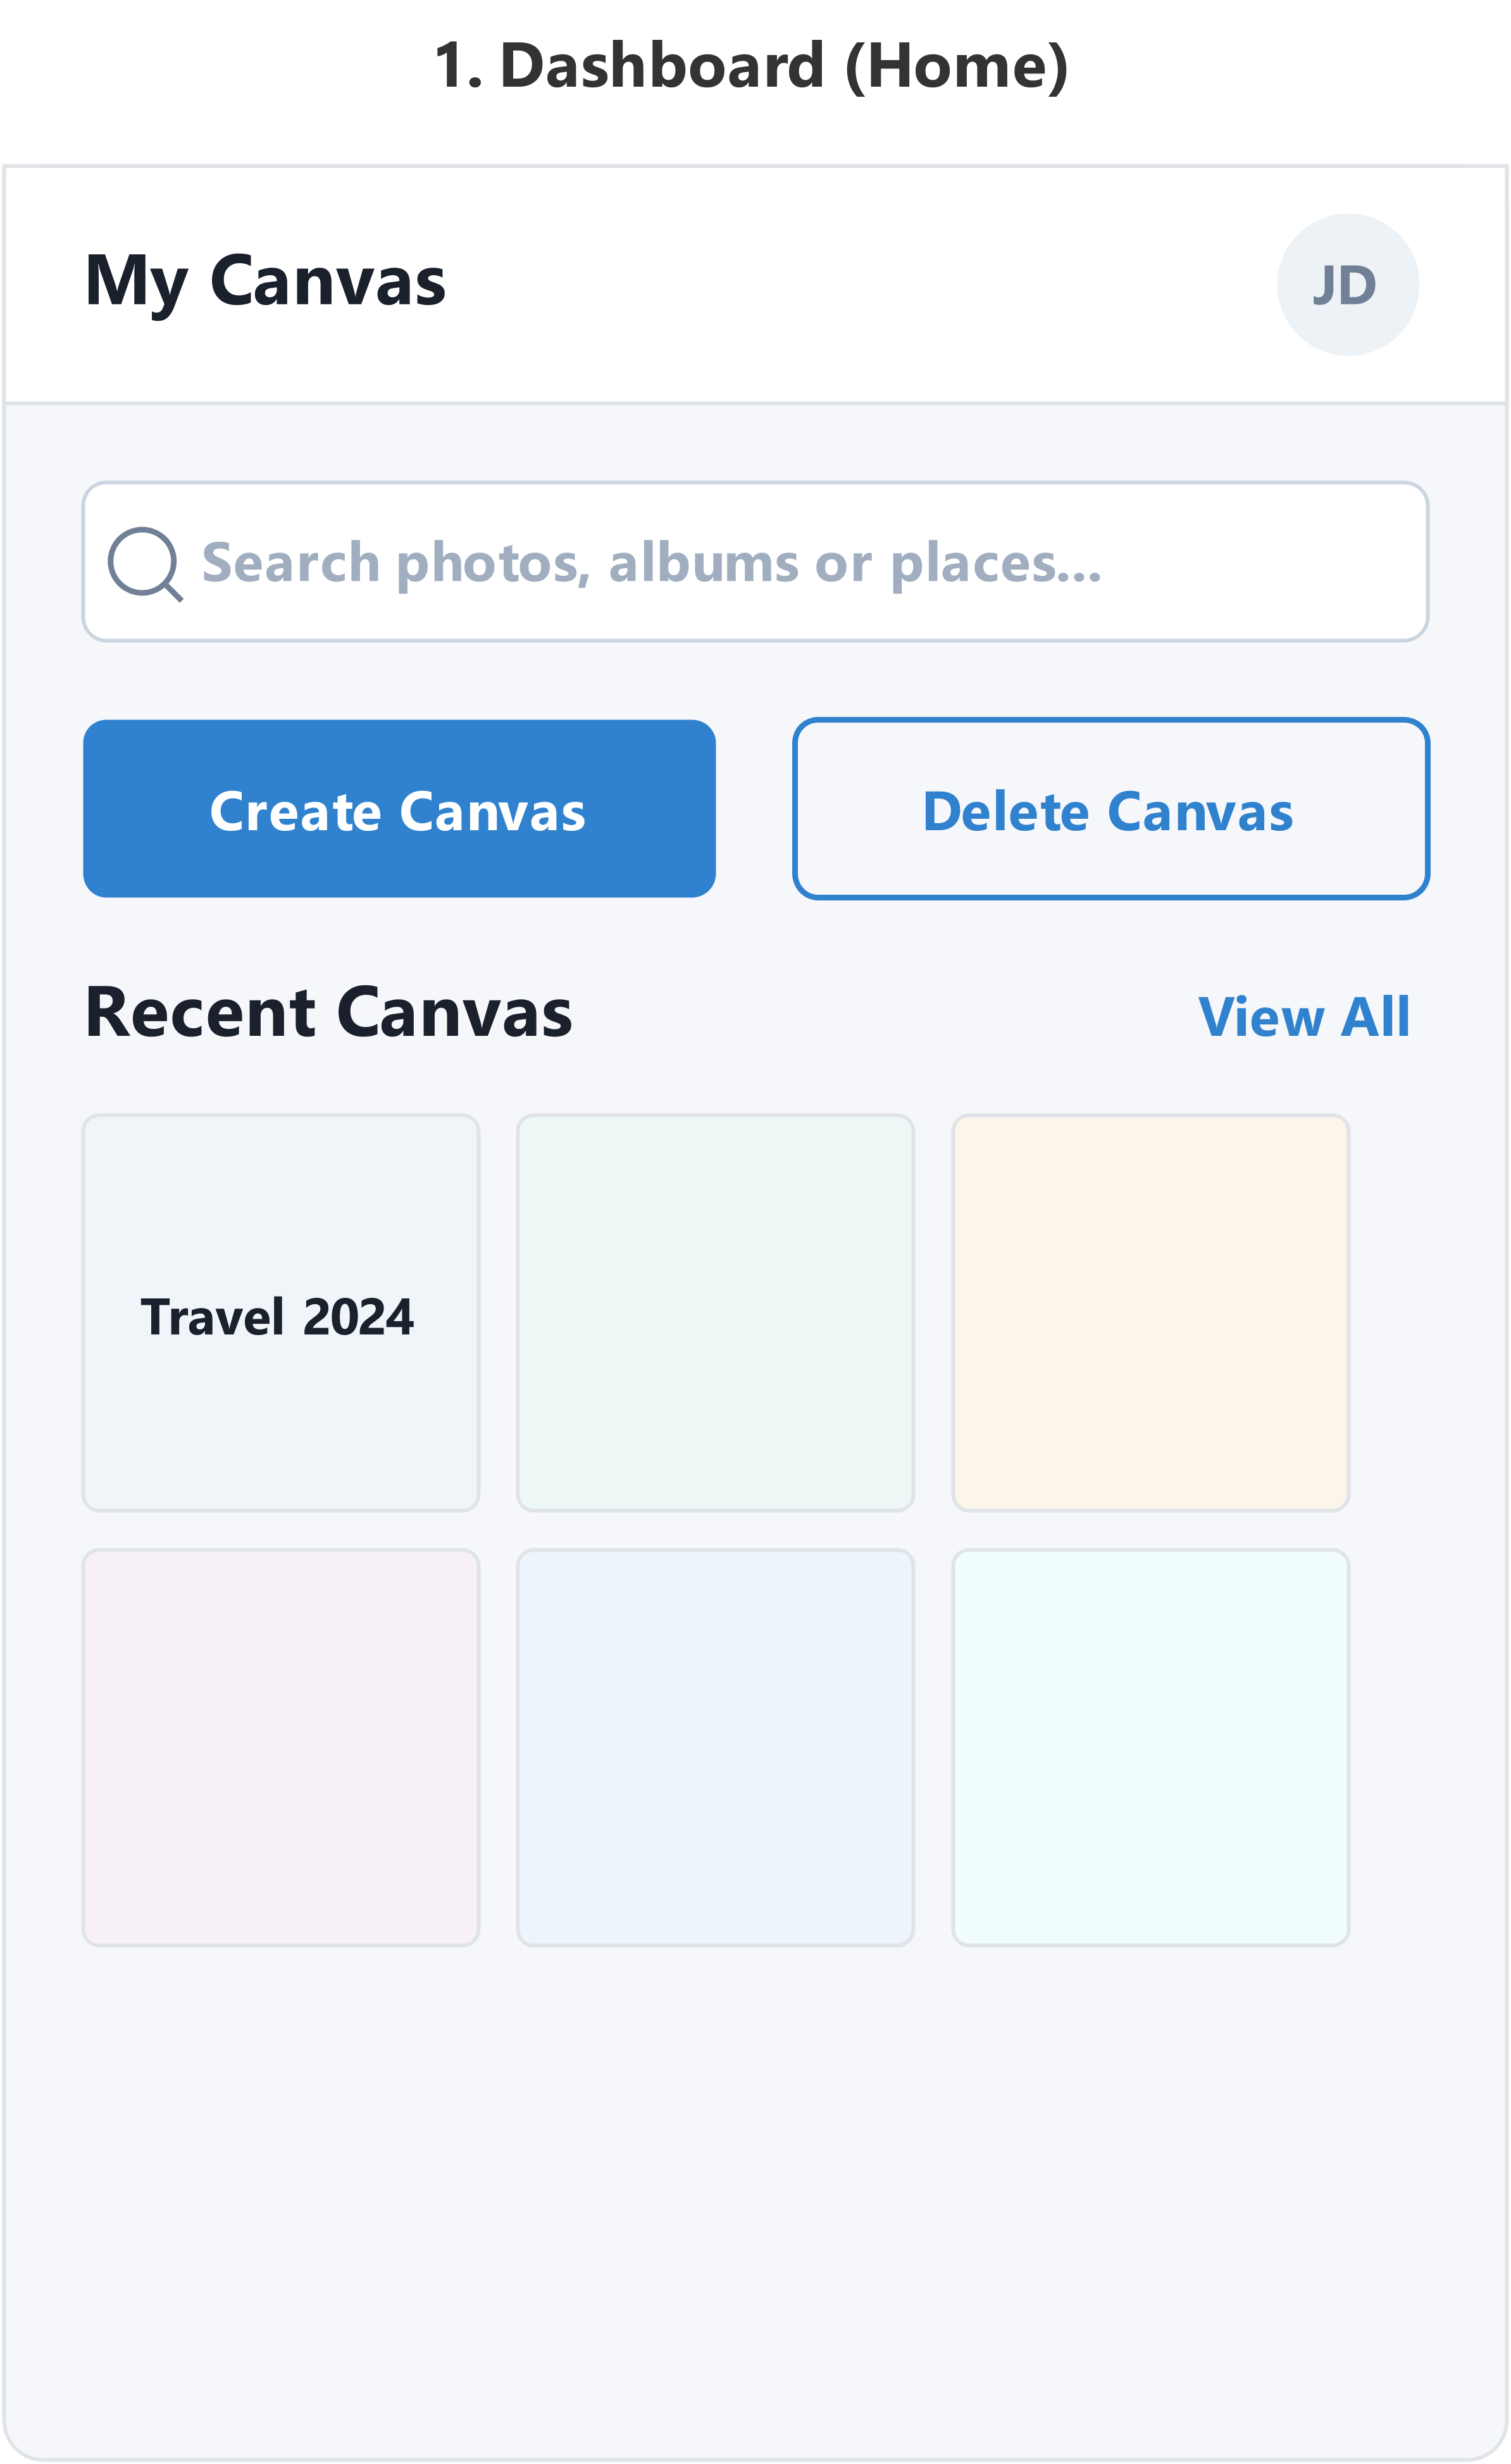 1. Dashboard (Home)
My Canvas
JD
Search photos, albums or places...
Create Canvas
Delete Canvas
Recent Canvas
View All
Travel 2024